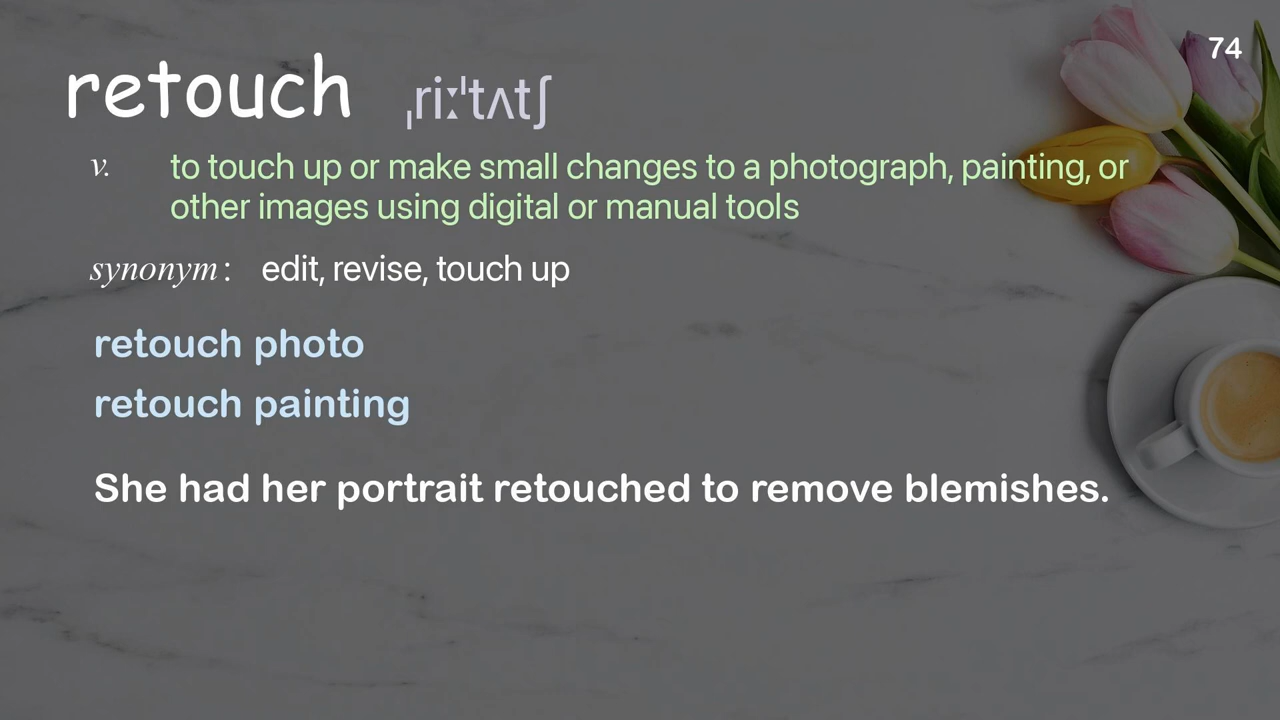 74
retouch ˌriːˈtʌtʃ
v. to touch up or make small changes to a photograph, painting, or
other images using digital or manual tools
synonym: edit, revise, touch up
retouch photo
retouch painting
She had her portrait retouched to remove blemishes.